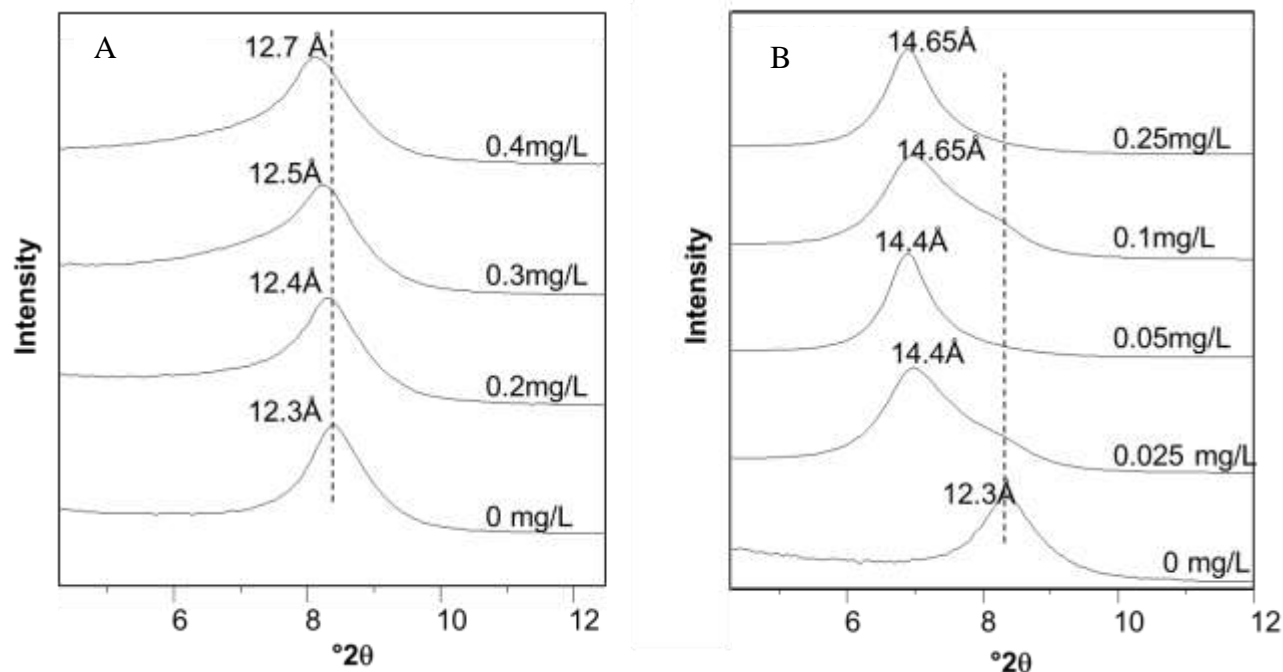 A
12.7 Å
0.4mg/L
12.5Å
0.3mg/L
12.4Å
0.2mg/L
12.3Å
0 mg/L
Intensity
6 8 10 12
°2θ
B
14.65Å
0.25mg/L
14.65Å
0.1mg/L
14.4Å
0.05mg/L
14.4Å
0.025 mg/L
12.3Å
0 mg/L
Intensity
6 8 10 12
°2θ